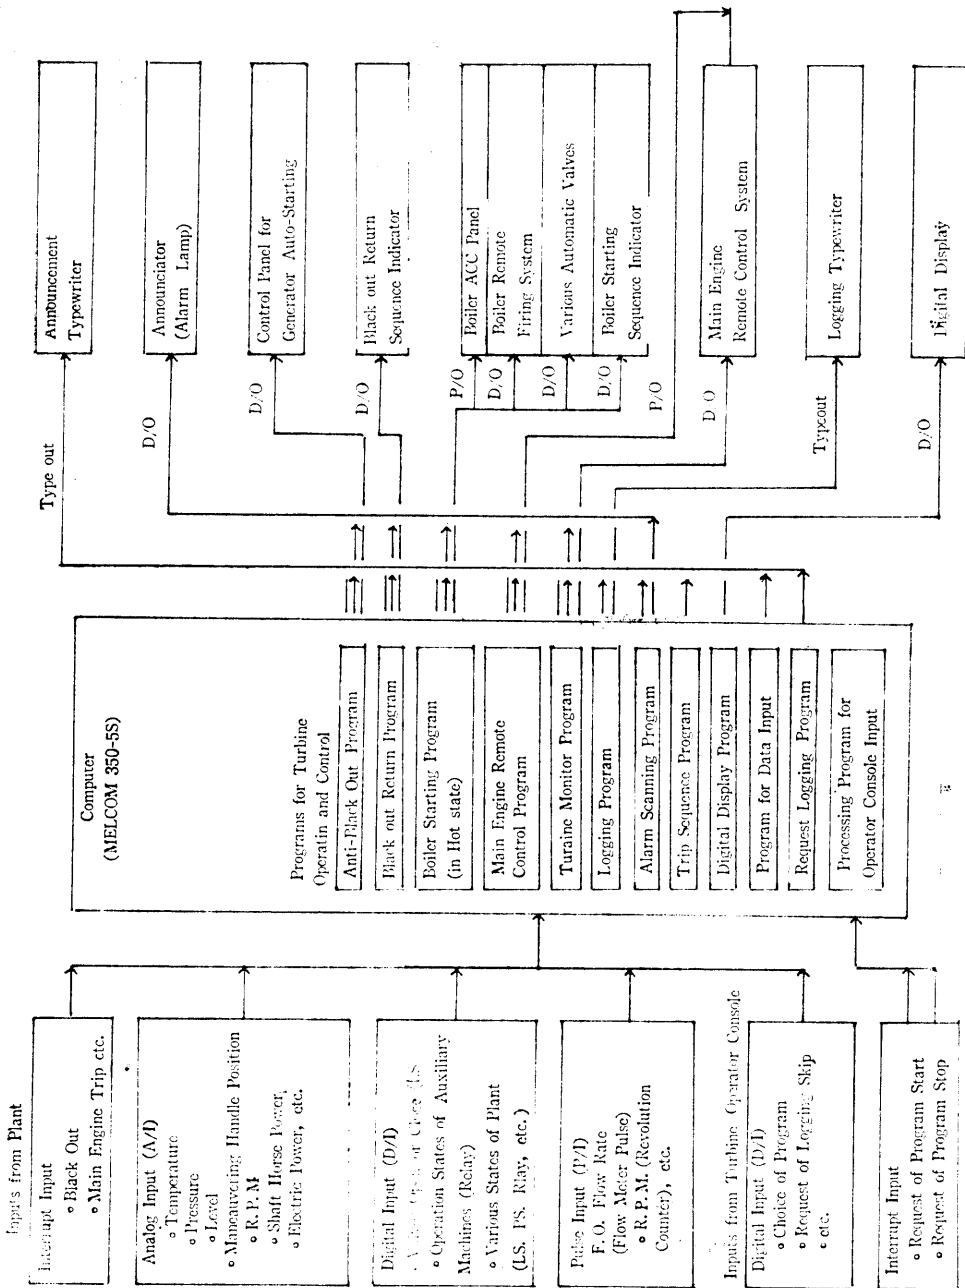 Inputs from Plant
Interrupt Input
∘ Black Out
∘ Main Engine Trip etc.
Analog Input (A/I)
∘ Temperature
∘ Pressure
∘ Level
∘ Maneuvering Handle Position
∘ R. P. M
∘ Shaft Horse Power,
∘ Electric Power, etc.
Digital Input (D/I)
∘ Operation States of Auxiliary
Machines (Relay)
∘ Various States of Plant
(LS. PS. Rlay, etc.)
Pulse Input (P/I)
F. O. Flow Rate
(Flow Meter Pulse)
∘ R. P. M. (Revolution
Counter), etc.
Inputs from Turbine Operator Console
Digital Input (D/I)
∘ Choice of Program
∘ Request of Logging Skip
∘ etc.
Interrupt Input
∘ Request of Program Start
∘ Request of Program Stop
Computer
(MELCOM 350-5S)
Programs for Turbine
Operatin and Control
Anti-Black Out Program
Black out Return Program
Boiler Starting Program
(in Hot state)
Main Engine Remote
Control Program
Turaine Monitor Program
Logging Program
Alarm Scanning Program
Trip Sequence Program
Digital Display Program
Program for Data Input
Request Logging Program
Processing Program for
Operator Console Input
Type out
D/O
D/O
D/O
P/O
D/O
D/O
D/O
P/O
D O
Typeout
D/O
Announcement
Typewriter
Announciator
(Alarm Lamp)
Control Panel for
Generator Auto-Starting
Black out Return
Sequence Indicator
Boiler ACC Panel
Boiler Remote
Firing System
Various Automatic Valves
Boiler Starting
Sequence Indicator
Main Engine
Remote Control System
Logging Typewriter
Digital Display